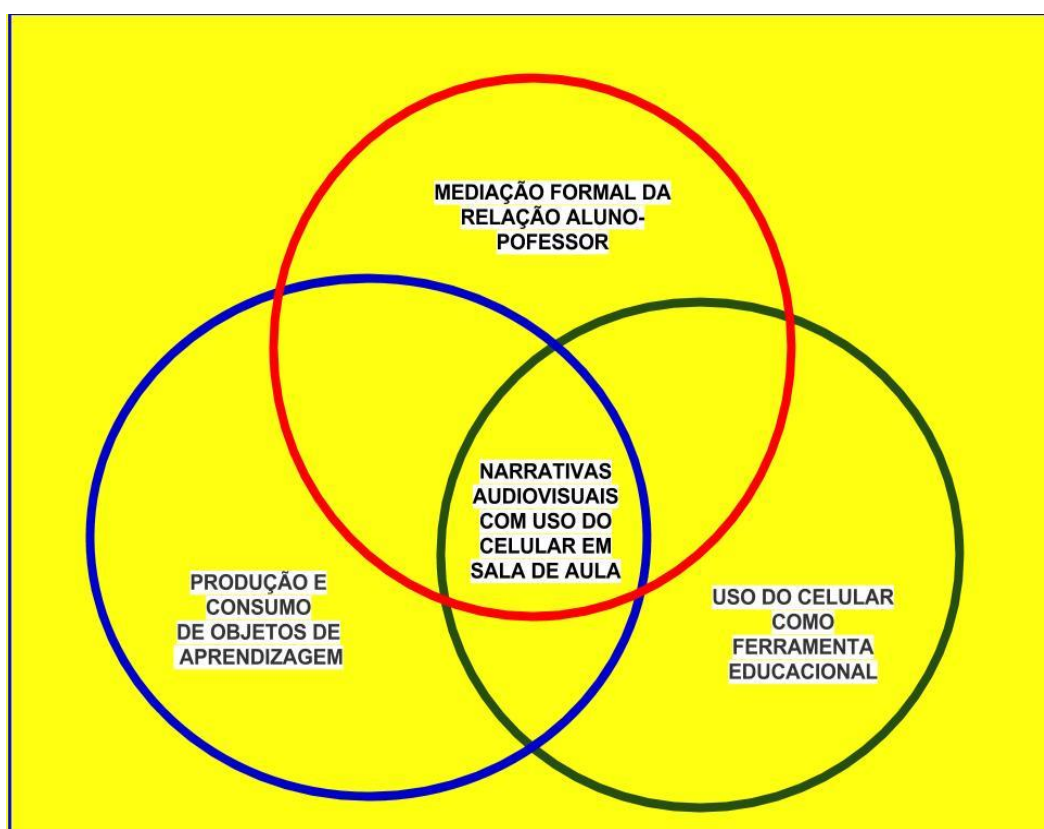 MEDIAÇÃO FORMAL DA
RELAÇÃO ALUNO-
POFESSOR
NARRATIVAS
AUDIOVISUAIS
COM USO DO
CELULAR EM
SALA DE AULA
PRODUÇÃO E
CONSUMO
DE OBJETOS DE
APRENDIZAGEM
USO DO CELULAR
COMO
FERRAMENTA
EDUCACIONAL